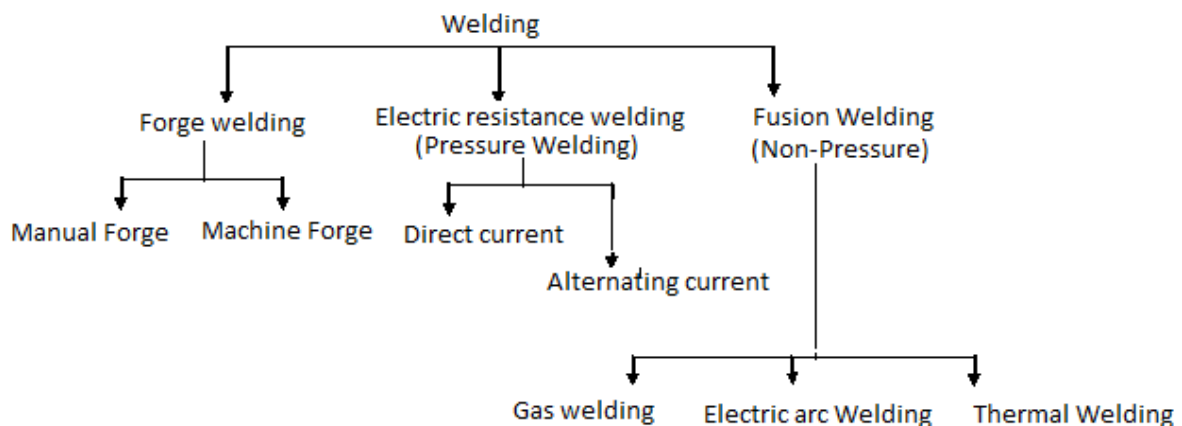 Welding
Forge welding
Electric resistance welding
(Pressure Welding)
Fusion Welding
(Non-Pressure)
Manual Forge
Machine Forge
Direct current
Alternating current
Gas welding
Electric arc Welding
Thermal Welding